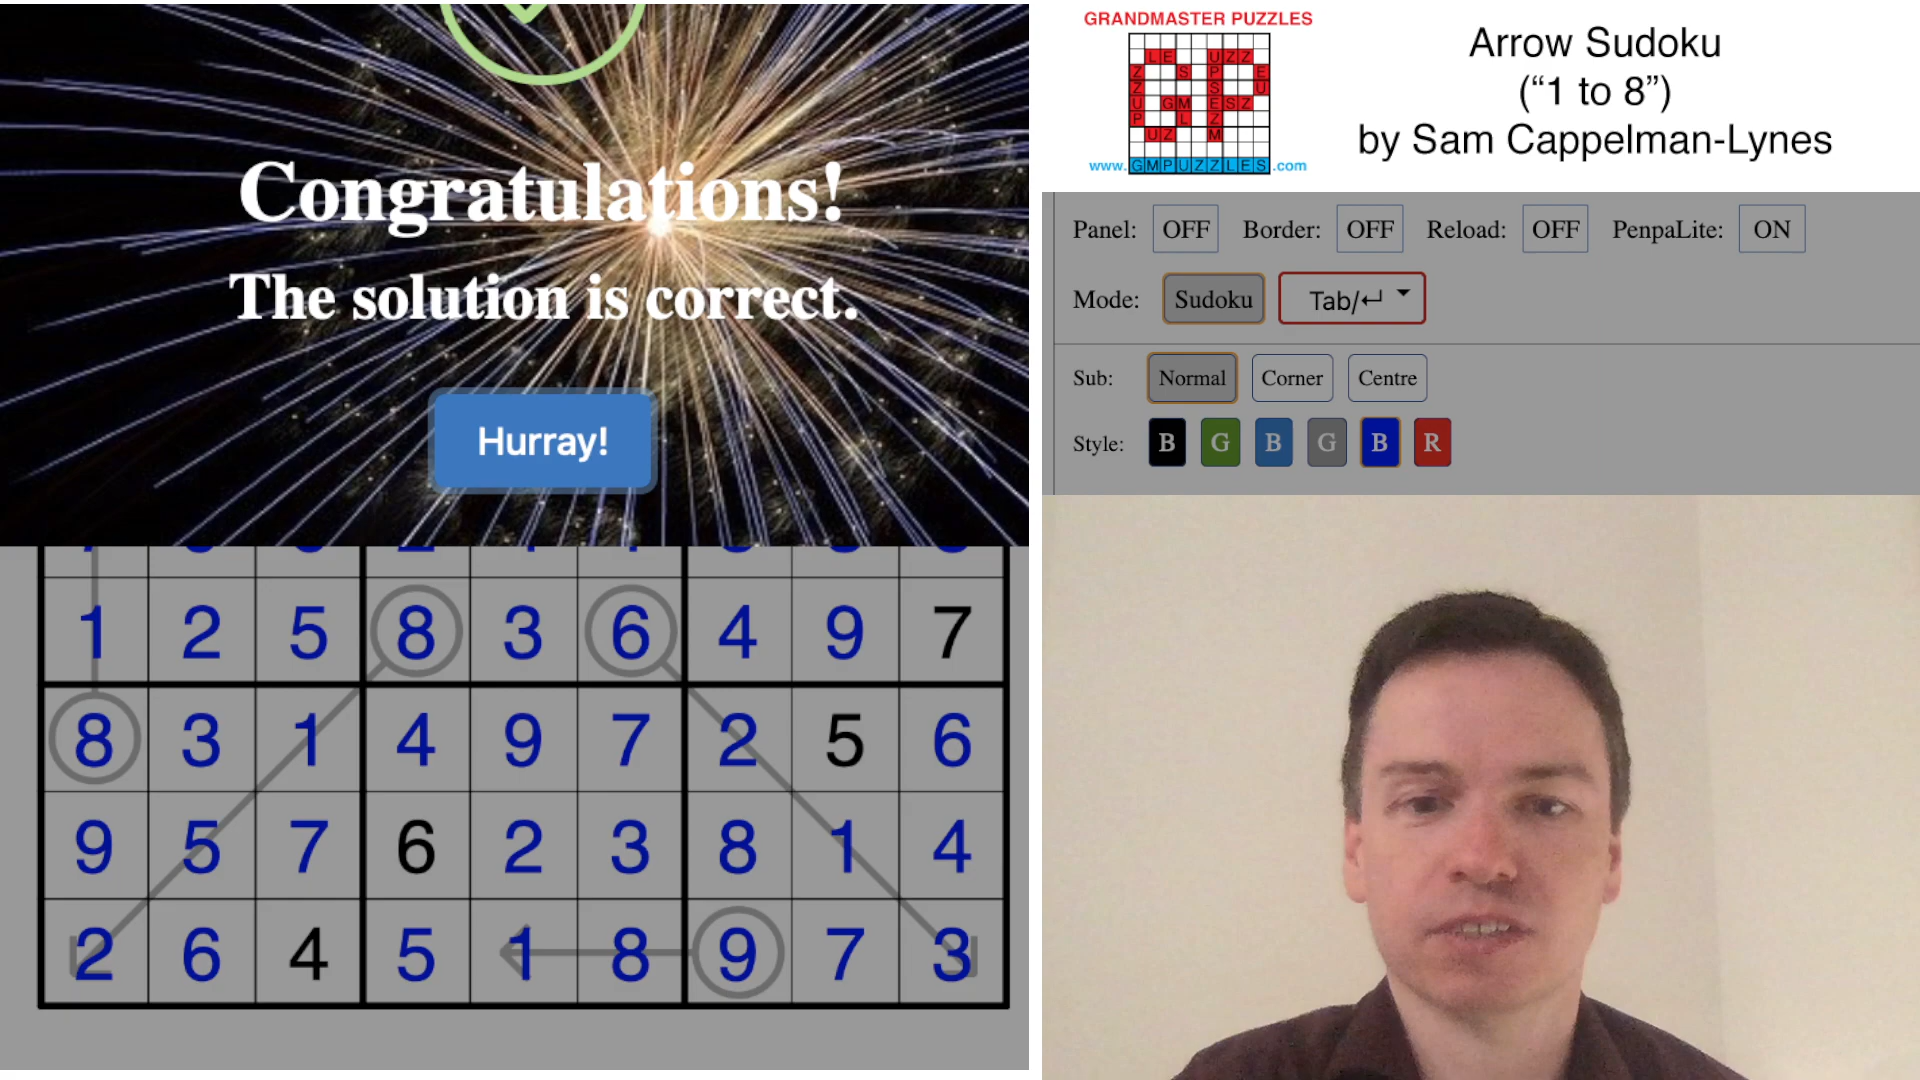 Congratulations!
The solution is correct.
Hurray!
1 2 5 8 3 6 4 9 7
8 3 1 4 9 7 2 5 6
9 5 7 6 2 3 8 1 4
2 6 4 5 1 8 9 7 3
GRANDMASTER PUZZLES
www.GMPUZZLES.com
Arrow Sudoku
(“1 to 8”)
by Sam Cappelman-Lynes
Panel: OFF Border: OFF Reload: OFF PenpaLite: ON
Mode: Sudoku Tab/↵
Sub: Normal Corner Centre
Style: B G B G B R